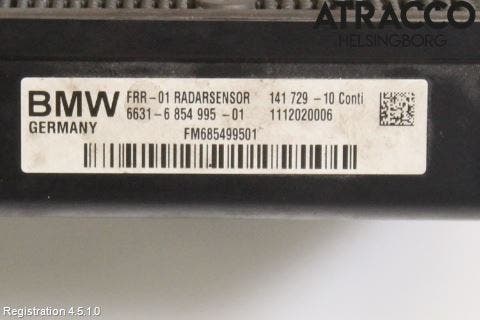 ATRACCO
HELSINGBORG
BMW FRR-01 RADARSENSOR 141 729-10 Conti
GERMANY 6631-6 854 995-01 1112020006
FM685499501
Registration 4.5.1.0